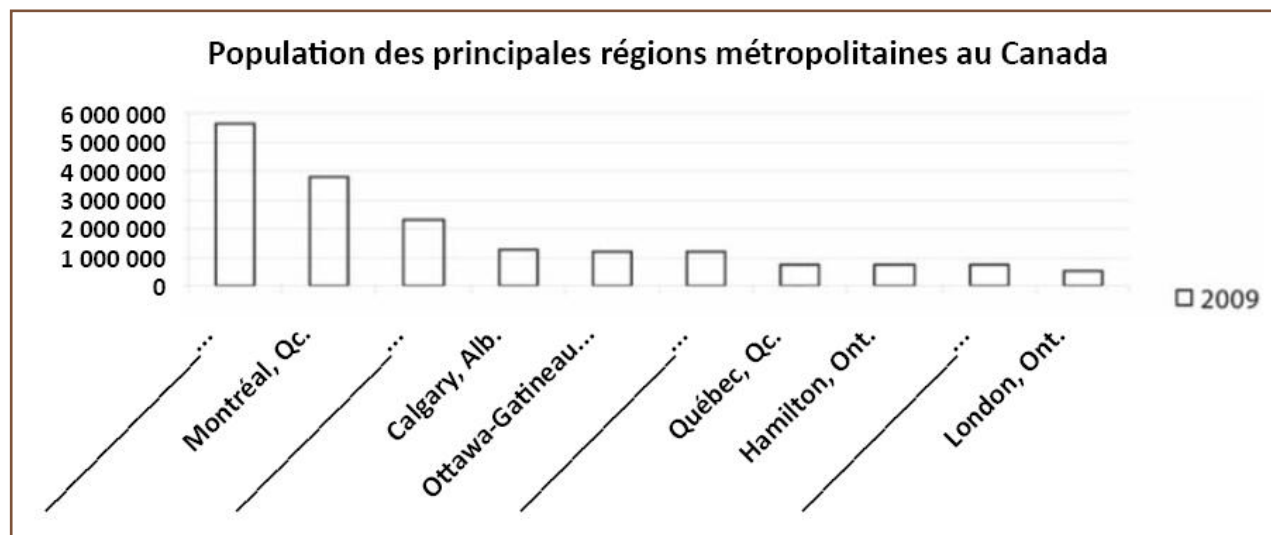 Population des principales régions métropolitaines au Canada
6 000 000
5 000 000
4 000 000
3 000 000
2 000 000
1 000 000
0
...
Montréal, Qc.
...
Calgary, Alb.
Ottawa-Gatineau...
...
Québec, Qc.
Hamilton, Ont.
...
London, Ont.
2009